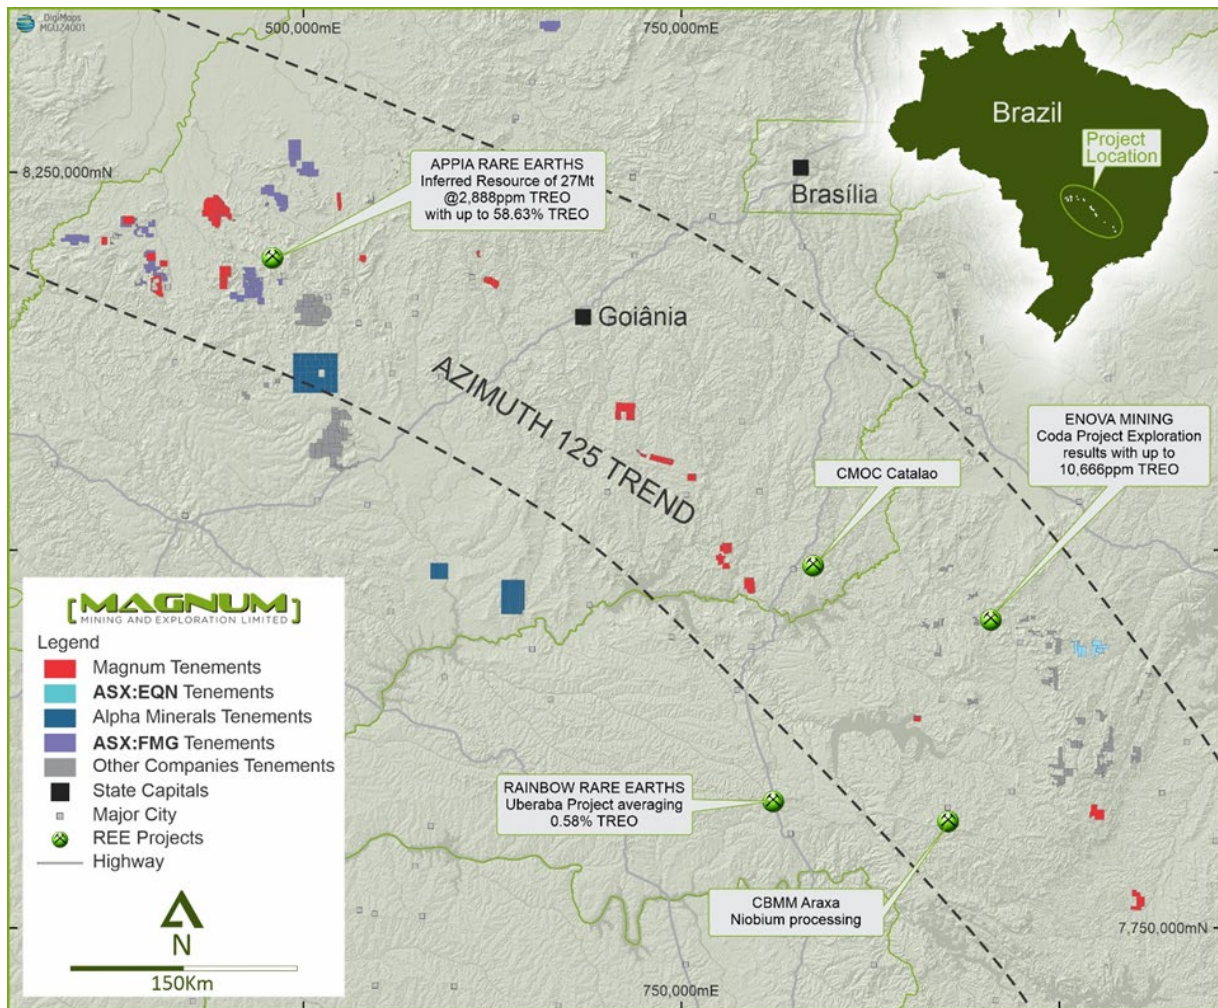 DigiMaps
MGUZ4001
500,000mE
750,000mE
8,250,000mN
Brazil
Project
Location
APPIA RARE EARTHS
Inferred Resource of 27Mt
@2,888ppm TREO
with up to 58.63% TREO
Brasília
Goiânia
AZIMUTH 125 TREND
ENOVA MINING
Coda Project Exploration
results with up to
10,666ppm TREO
CMOC Catalao
RAINBOW RARE EARTHS
Uberaba Project averaging
0.58% TREO
CBMM Araxa
Niobium processing
7,750,000mN
750,000mE
[MAGNUM]
MINING AND EXPLORATION LIMITED
Legend
Magnum Tenements
ASX:EQN Tenements
Alpha Minerals Tenements
ASX:FMG Tenements
Other Companies Tenements
State Capitals
Major City
REE Projects
Highway
N
150Km